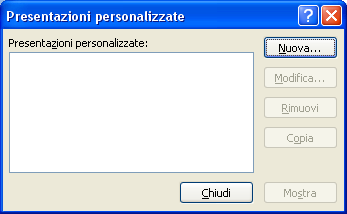 Presentazioni personalizzate
Presentazioni personalizzate:
Nuova...
Modifica...
Rimuovi
Copia
Chiudi
Mostra